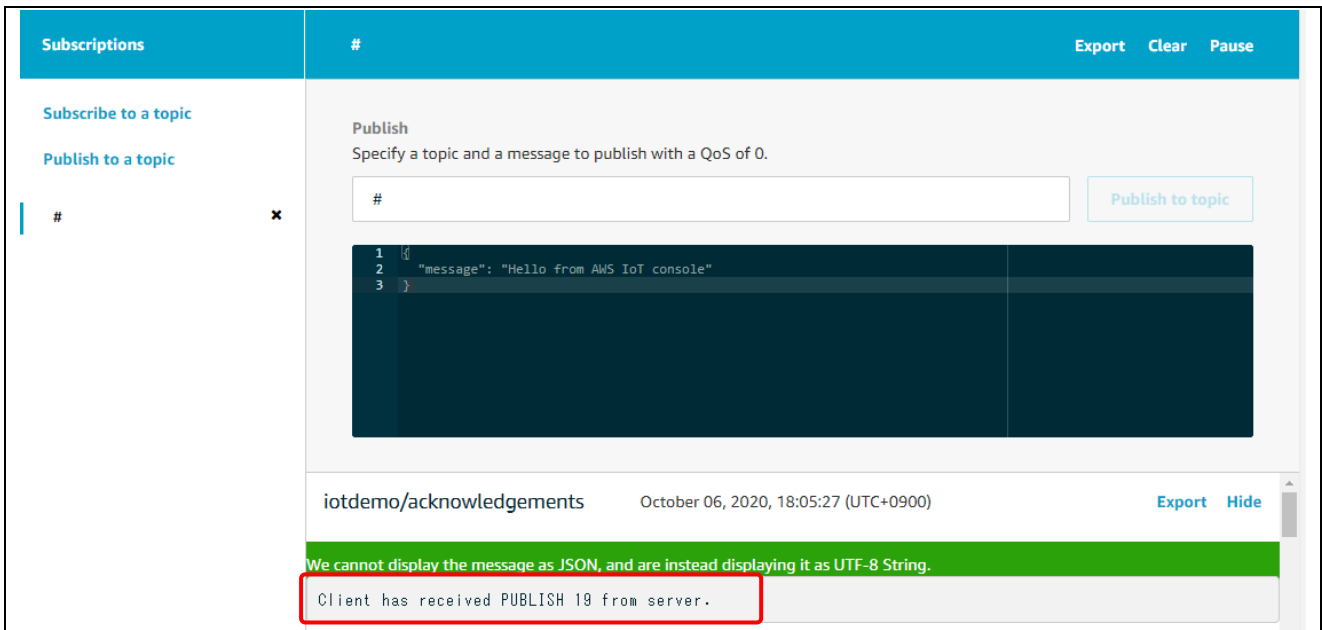 Subscriptions
#
Export Clear Pause
Subscribe to a topic
Publish to a topic
#
Publish
Specify a topic and a message to publish with a QoS of 0.
#
Publish to topic
1 {
2 "message": "Hello from AWS IoT console"
3 }
iotdemo/acknowledgements October 06, 2020, 18:05:27 (UTC+0900) Export Hide
We cannot display the message as JSON, and are instead displaying it as UTF-8 String.
Client has received PUBLISH 19 from server.